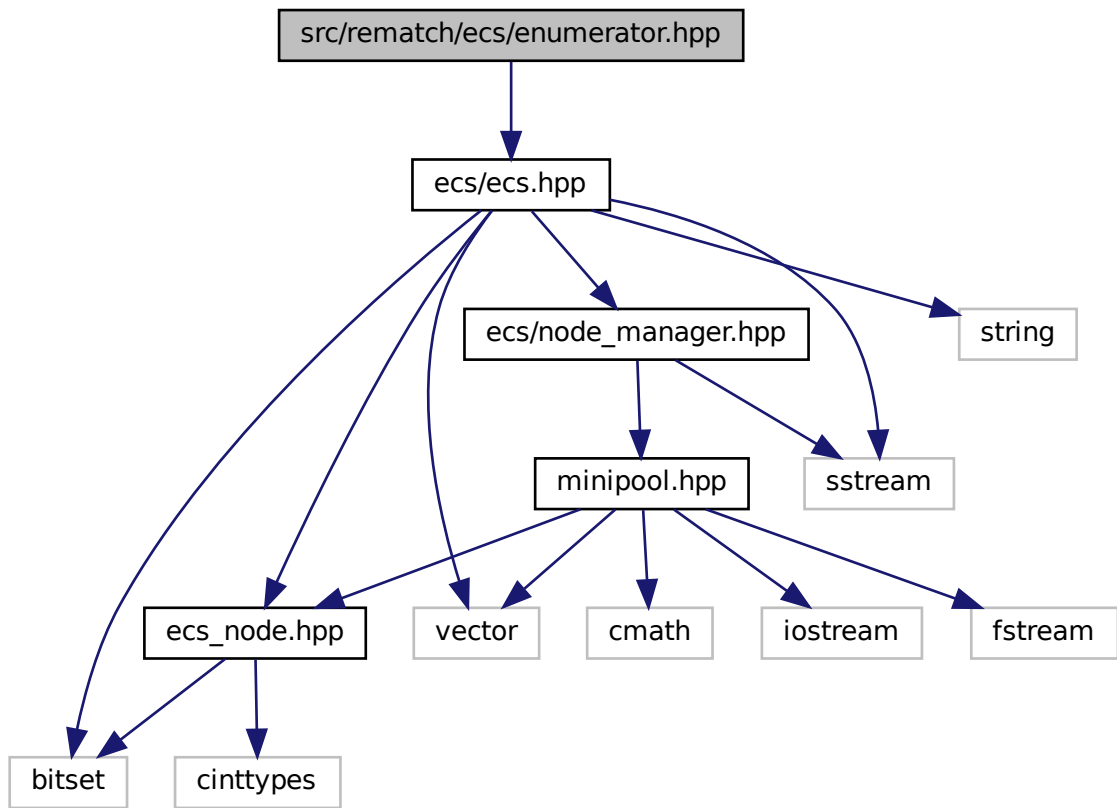 src/rematch/ecs/enumerator.hpp
ecs/ecs.hpp
ecs/node_manager.hpp
string
minipool.hpp
sstream
ecs_node.hpp
vector
cmath
iostream
fstream
bitset
cinttypes